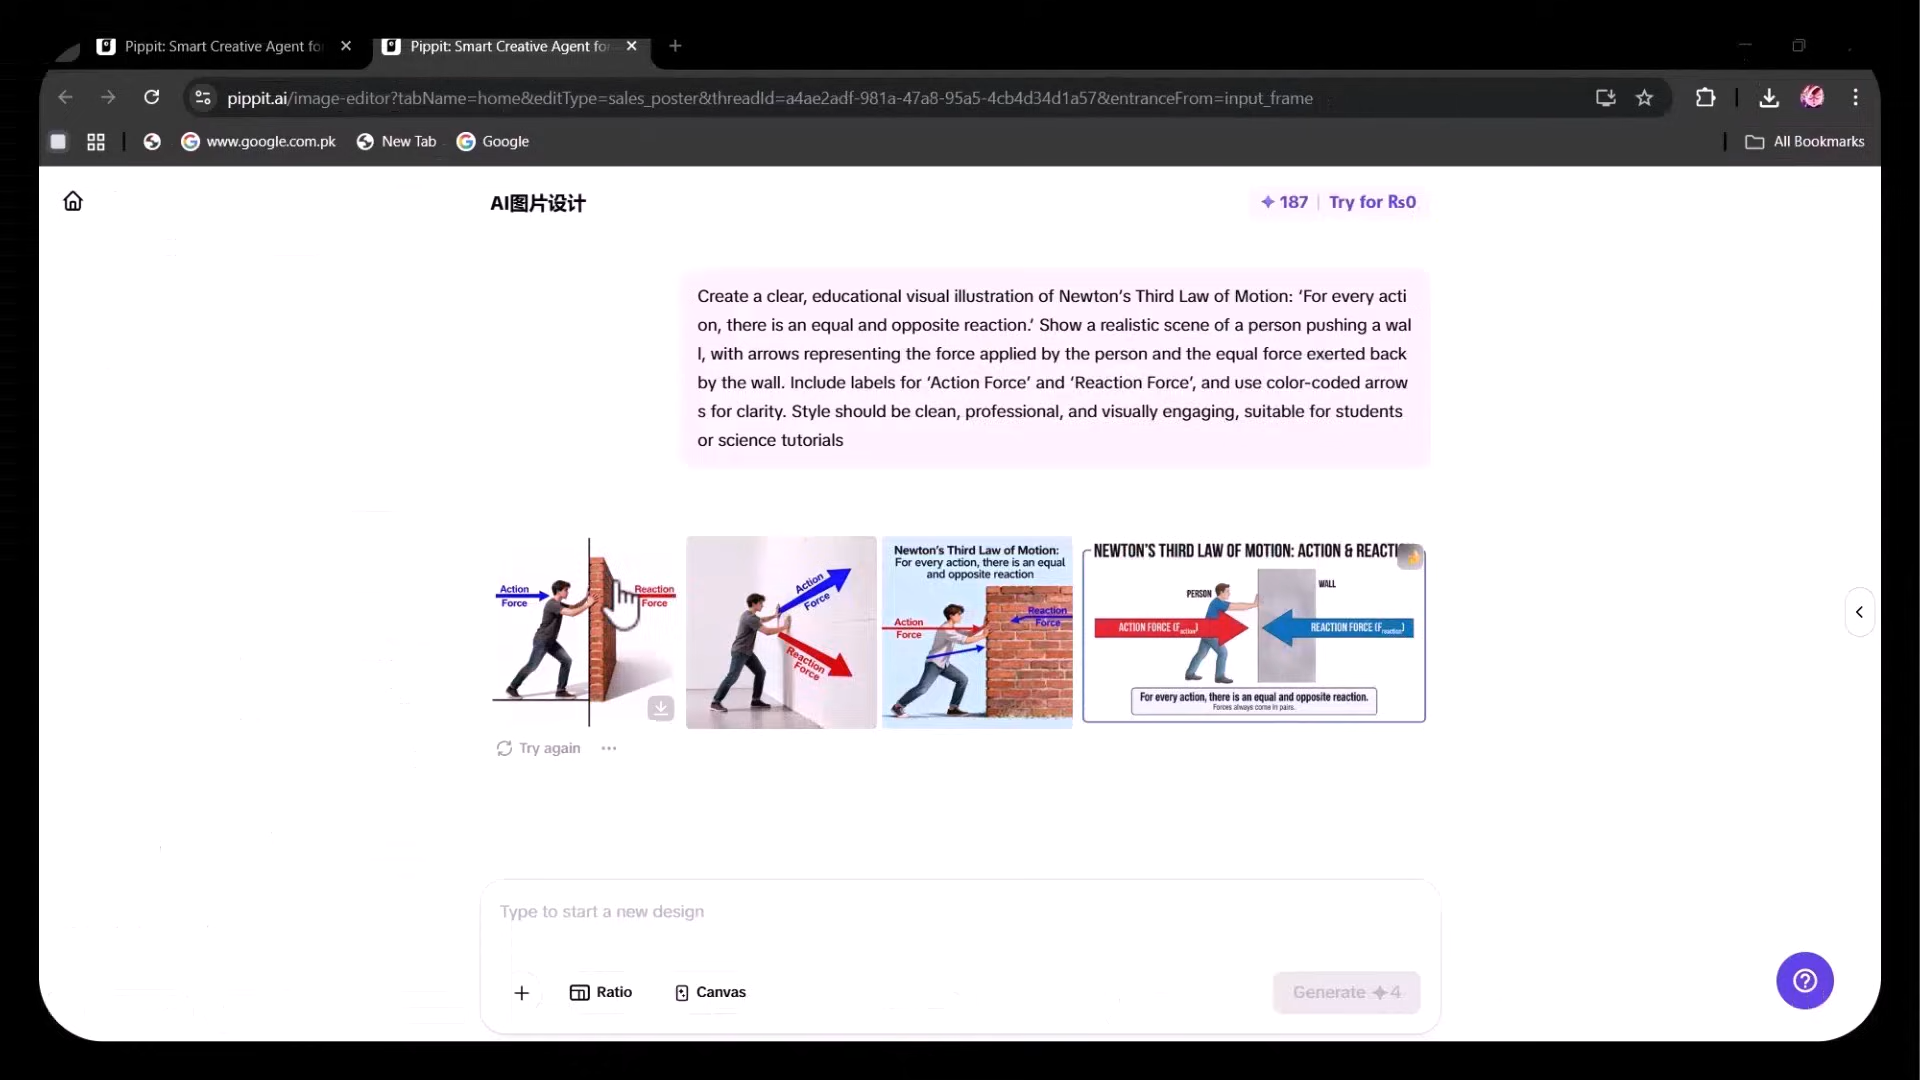 Pippit: Smart Creative Agent for
Pippit: Smart Creative Agent for
pippit.ai/image-editor?tabName=home&editType=sales_poster&threadId=a4ae2adf-981a-47a8-95a5-4cb4d34d1a57&entranceFrom=input_frame
www.google.com.pk
New Tab
Google
All Bookmarks
AI图片设计
187
Try for Rs0
Create a clear, educational visual illustration of Newton's Third Law of Motion: 'For every acti
on, there is an equal and opposite reaction.' Show a realistic scene of a person pushing a wal
l, with arrows representing the force applied by the person and the equal force exerted back
by the wall. Include labels for 'Action Force' and 'Reaction Force', and use color-coded arrow
s for clarity. Style should be clean, professional, and visually engaging, suitable for students
or science tutorials
Action
Force
Reaction
Force
Action
Force
Reaction
Force
Newton's Third Law of Motion:
For every action, there is an equal
and opposite reaction
Action
Force
Reaction
Force
NEWTON'S THIRD LAW OF MOTION: ACTION & REACTI
PERSON
WALL
ACTION FORCE (Faction)
REACTION FORCE (Freaction)
For every action, there is an equal and opposite reaction.
Forces always come in pairs.
Try again
Type to start a new design
Ratio
Canvas
Generate 4